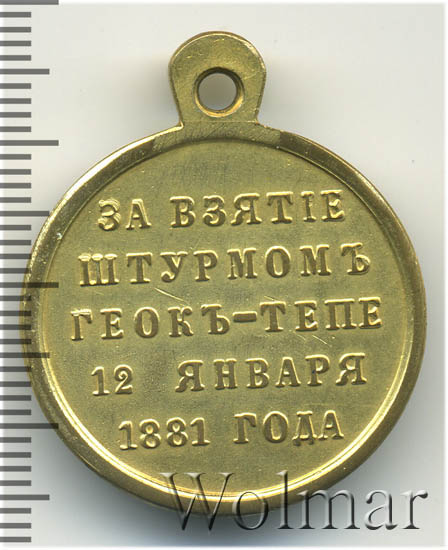 ЗА ВЗЯТІЕ
ШТУРМОМЪ
ГЕОКЪ-ТЕПЕ
12 ЯНВАРЯ
1881 ГОДА
Wolmar